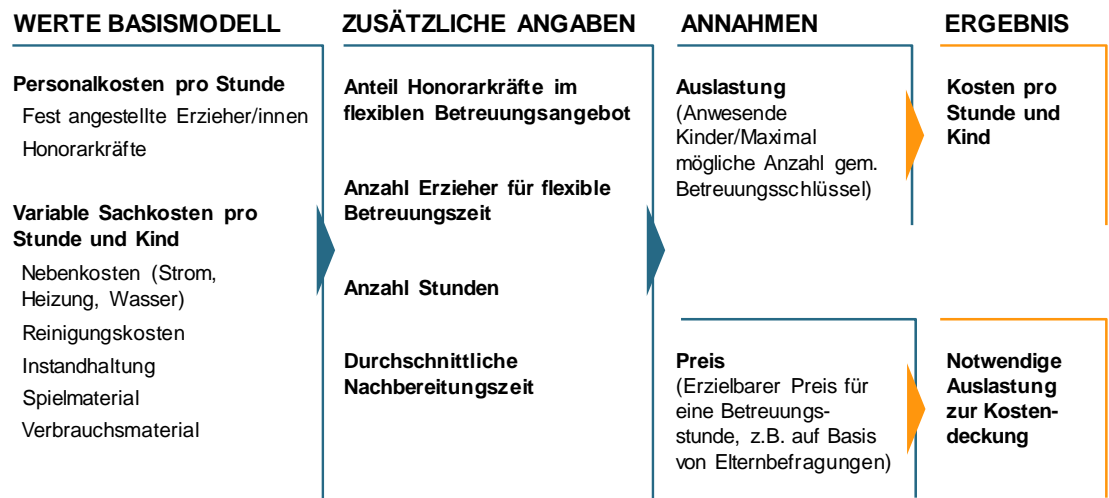 WERTE BASISMODELL
Personalkosten pro Stunde
Fest angestellte Erzieher/innen
Honorarkräfte
Variable Sachkosten pro
Stunde und Kind
Nebenkosten (Strom,
Heizung, Wasser)
Reinigungskosten
Instandhaltung
Spielmaterial
Verbrauchsmaterial
ZUSÄTZLICHE ANGABEN
Anteil Honorarkräfte im
flexiblen Betreuungsangebot
Anzahl Erzieher für flexible
Betreuungszeit
Anzahl Stunden
Durchschnittliche
Nachbereitungszeit
ANNAHMEN
Auslastung
(Anwesende
Kinder/Maximal
mögliche Anzahl gem.
Betreuungsschlüssel)
Preis
(Erzielbarer Preis für
eine Betreuungs-
stunde, z.B. auf Basis
von Elternbefragungen)
ERGEBNIS
Kosten pro
Stunde und
Kind
Notwendige
Auslastung
zur Kosten-
deckung